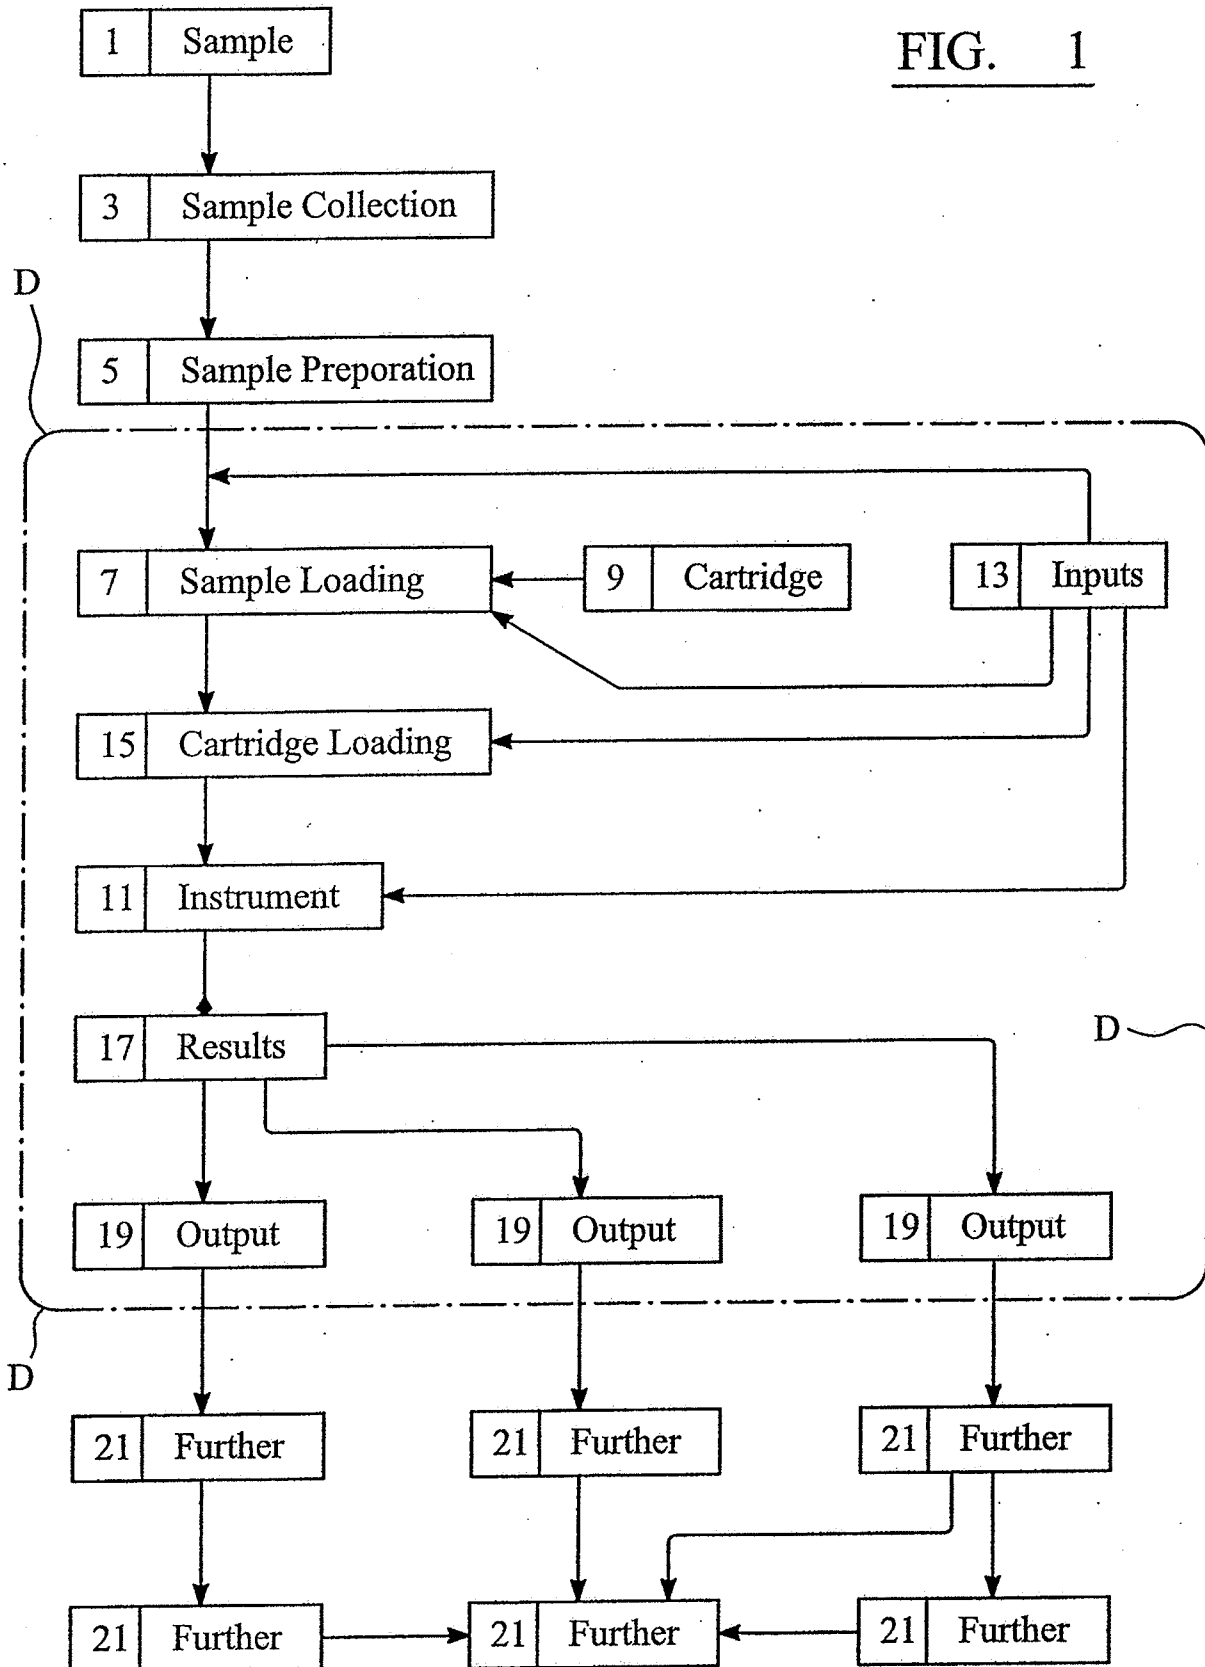 FIG. 1
1 Sample
3 Sample Collection
D
5 Sample Preporation
7 Sample Loading
9 Cartridge
13 Inputs
15 Cartridge Loading
11 Instrument
17 Results
D
19 Output
19 Output
19 Output
D
21 Further
21 Further
21 Further
21 Further
21 Further
21 Further